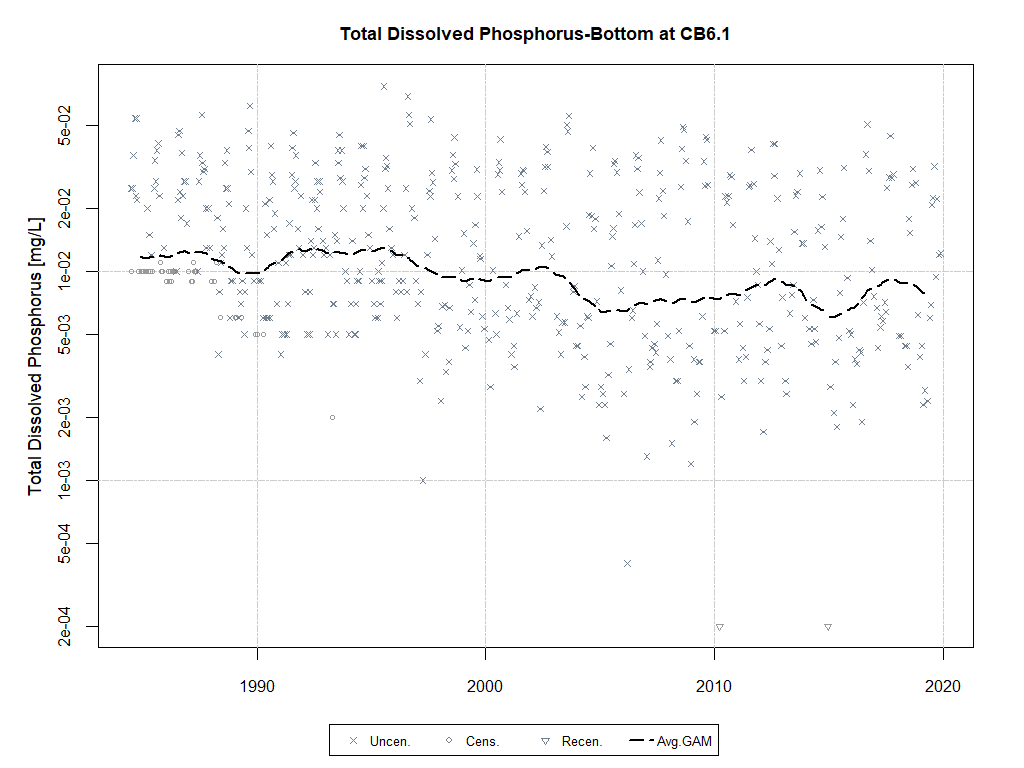 Total Dissolved Phosphorus-Bottom at CB6.1
Total Dissolved Phosphorus [mg/L]
5e-02
2e-02
1e-02
5e-03
2e-03
1e-03
5e-04
2e-04
1990 2000 2010 2020
Uncen. Cens. Recen. Avg.GAM